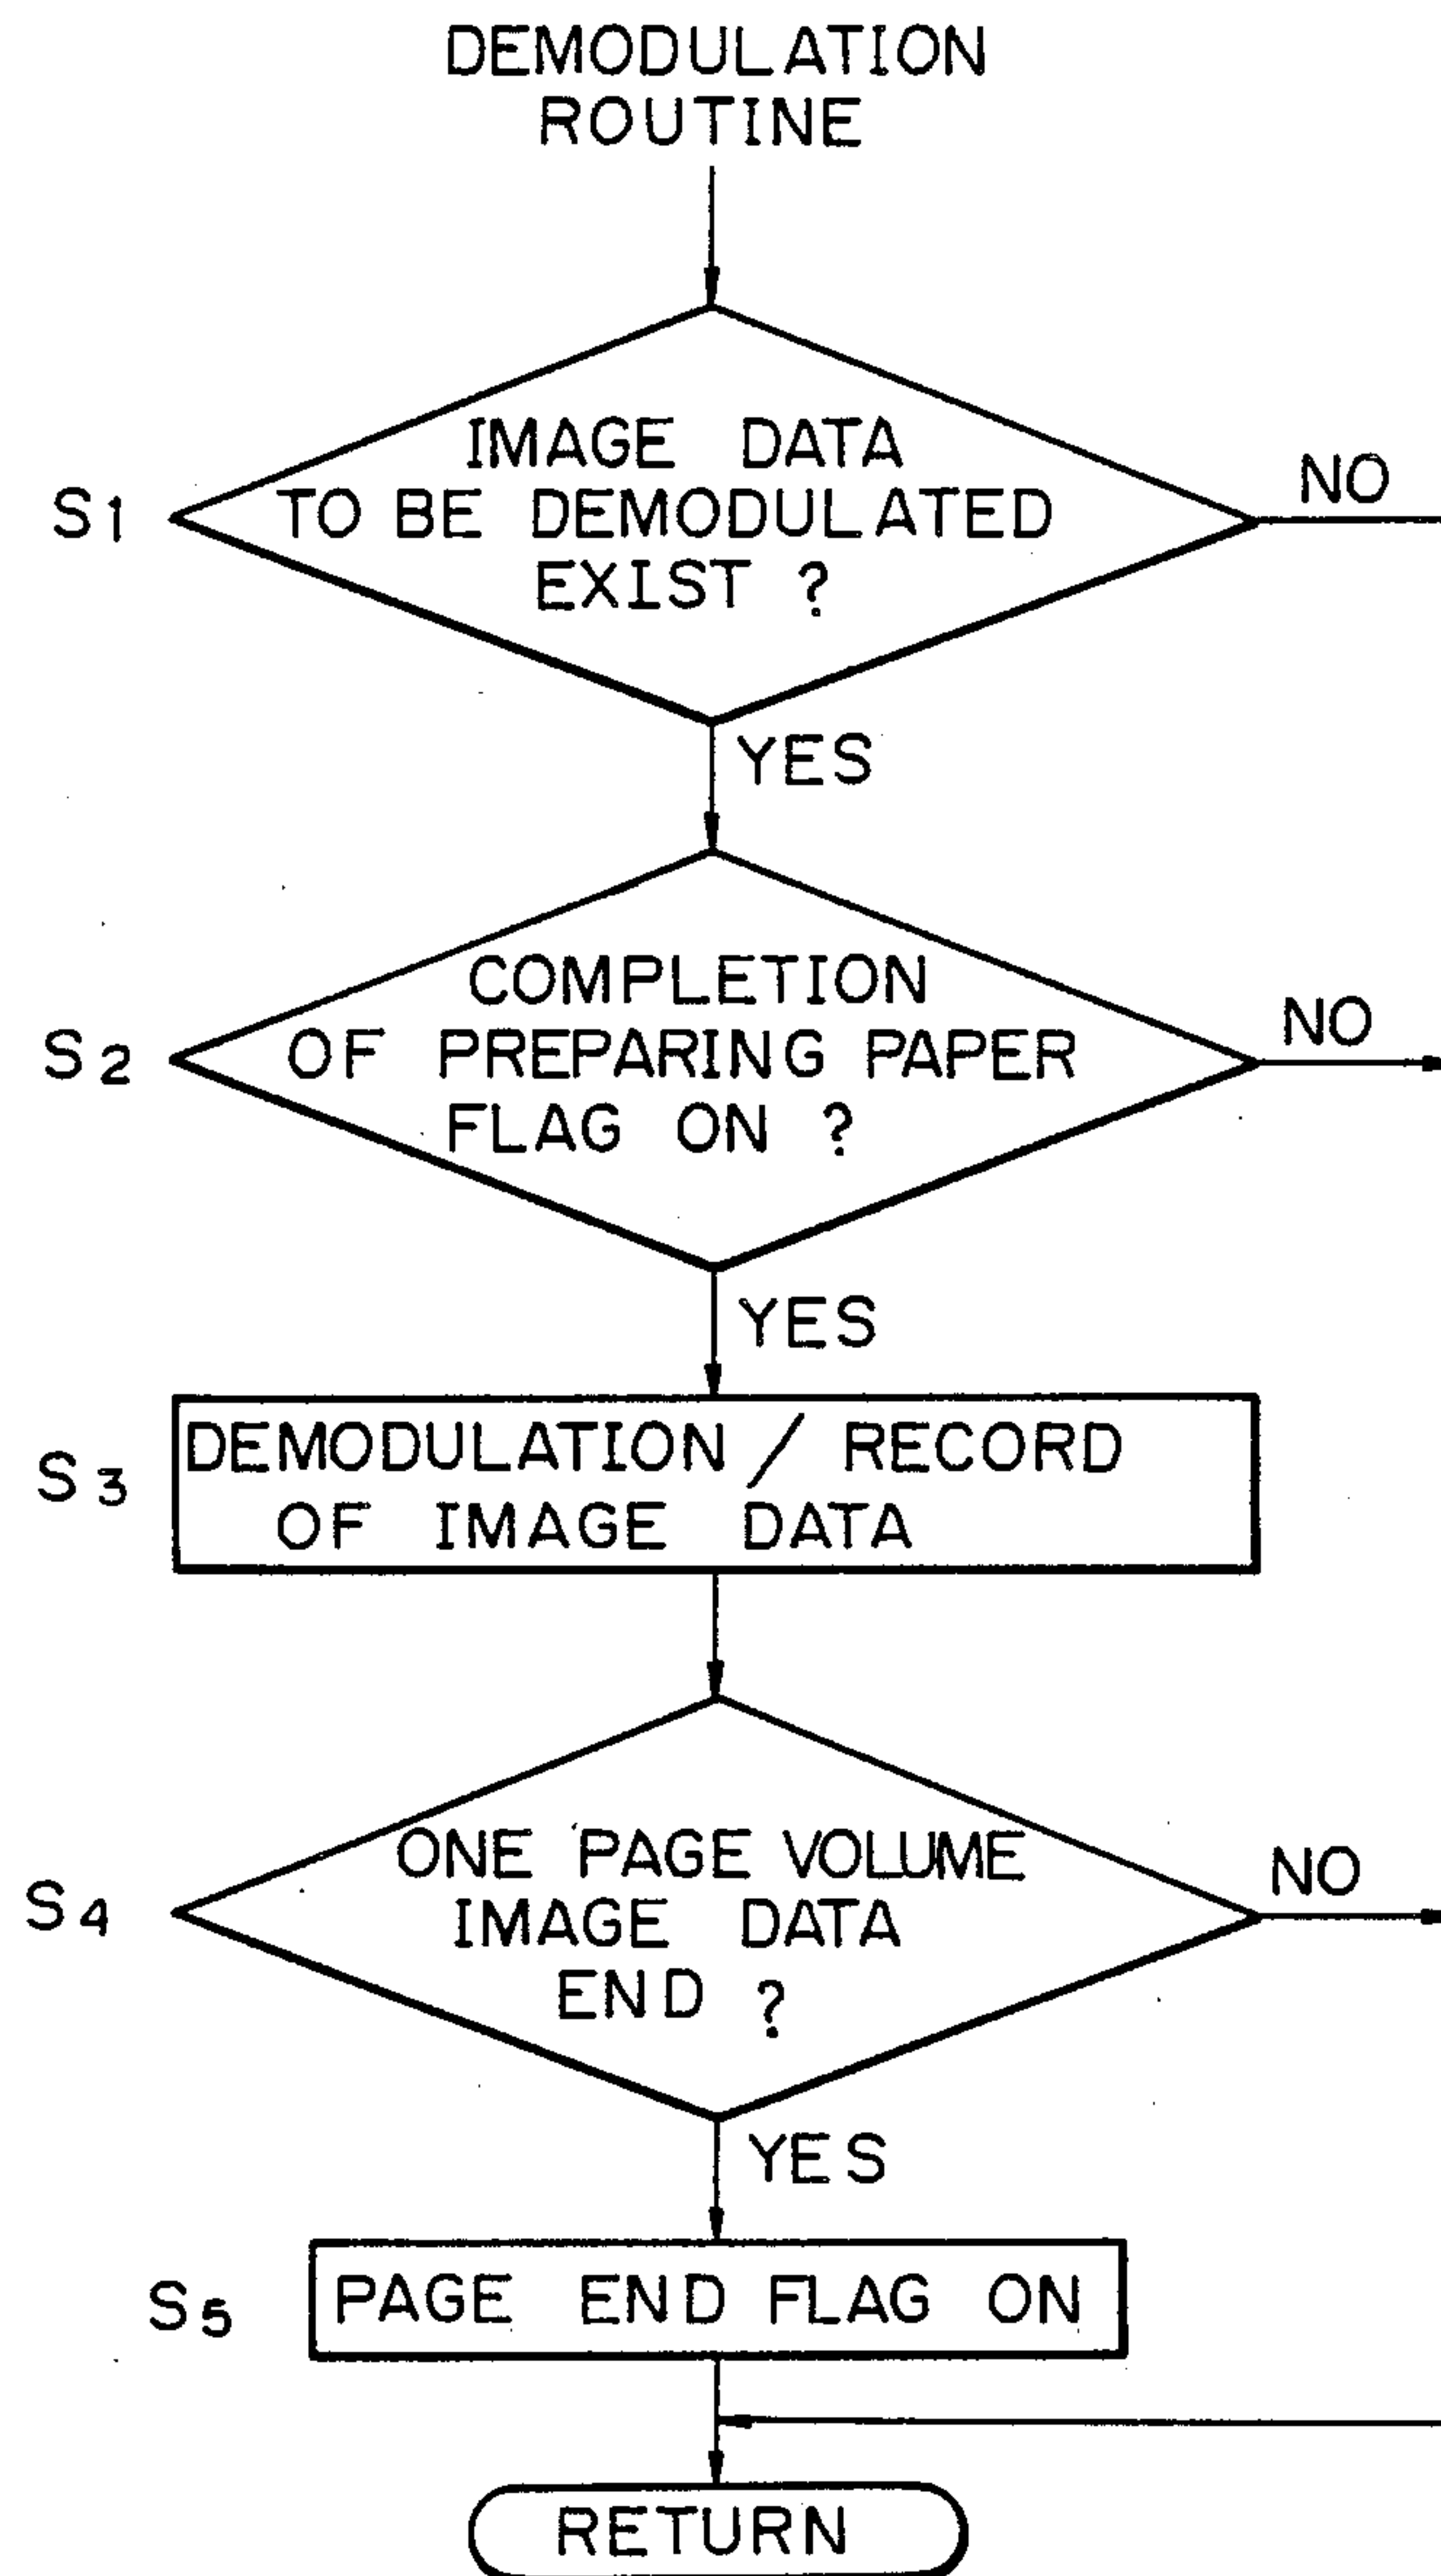 DEMODULATION
ROUTINE
IMAGE DATA
S1 TO BE DEMODULATED
EXIST ?
NO
YES
COMPLETION
S2 OF PREPARING PAPER
FLAG ON ?
NO
YES
S3
DEMODULATION / RECORD
OF IMAGE DATA
ONE PAGE VOLUME
S4 IMAGE DATA
END ?
NO
YES
S5 PAGE END FLAG ON
RETURN